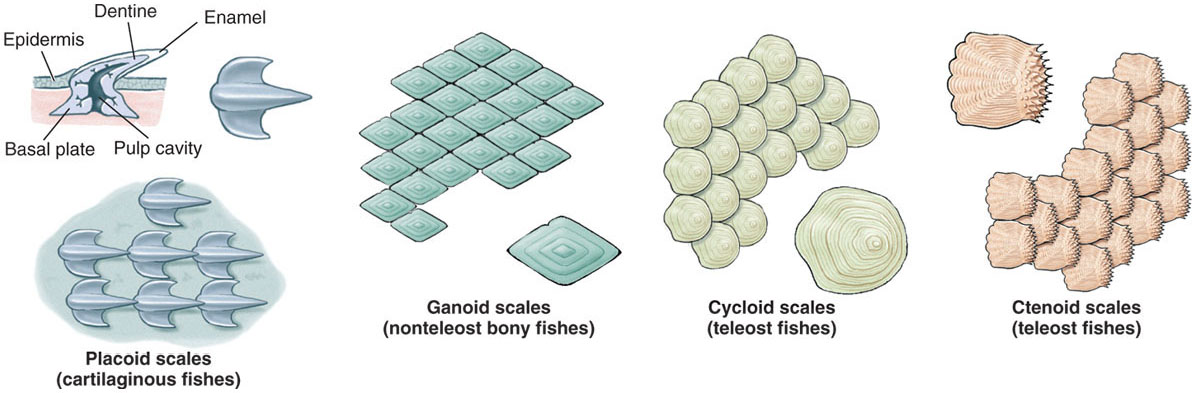 Dentine
Enamel
Epidermis
Basal plate
Pulp cavity
Placoid scales
(cartilaginous fishes)
Ganoid scales
(nonteleost bony fishes)
Cycloid scales
(teleost fishes)
Ctenoid scales
(teleost fishes)